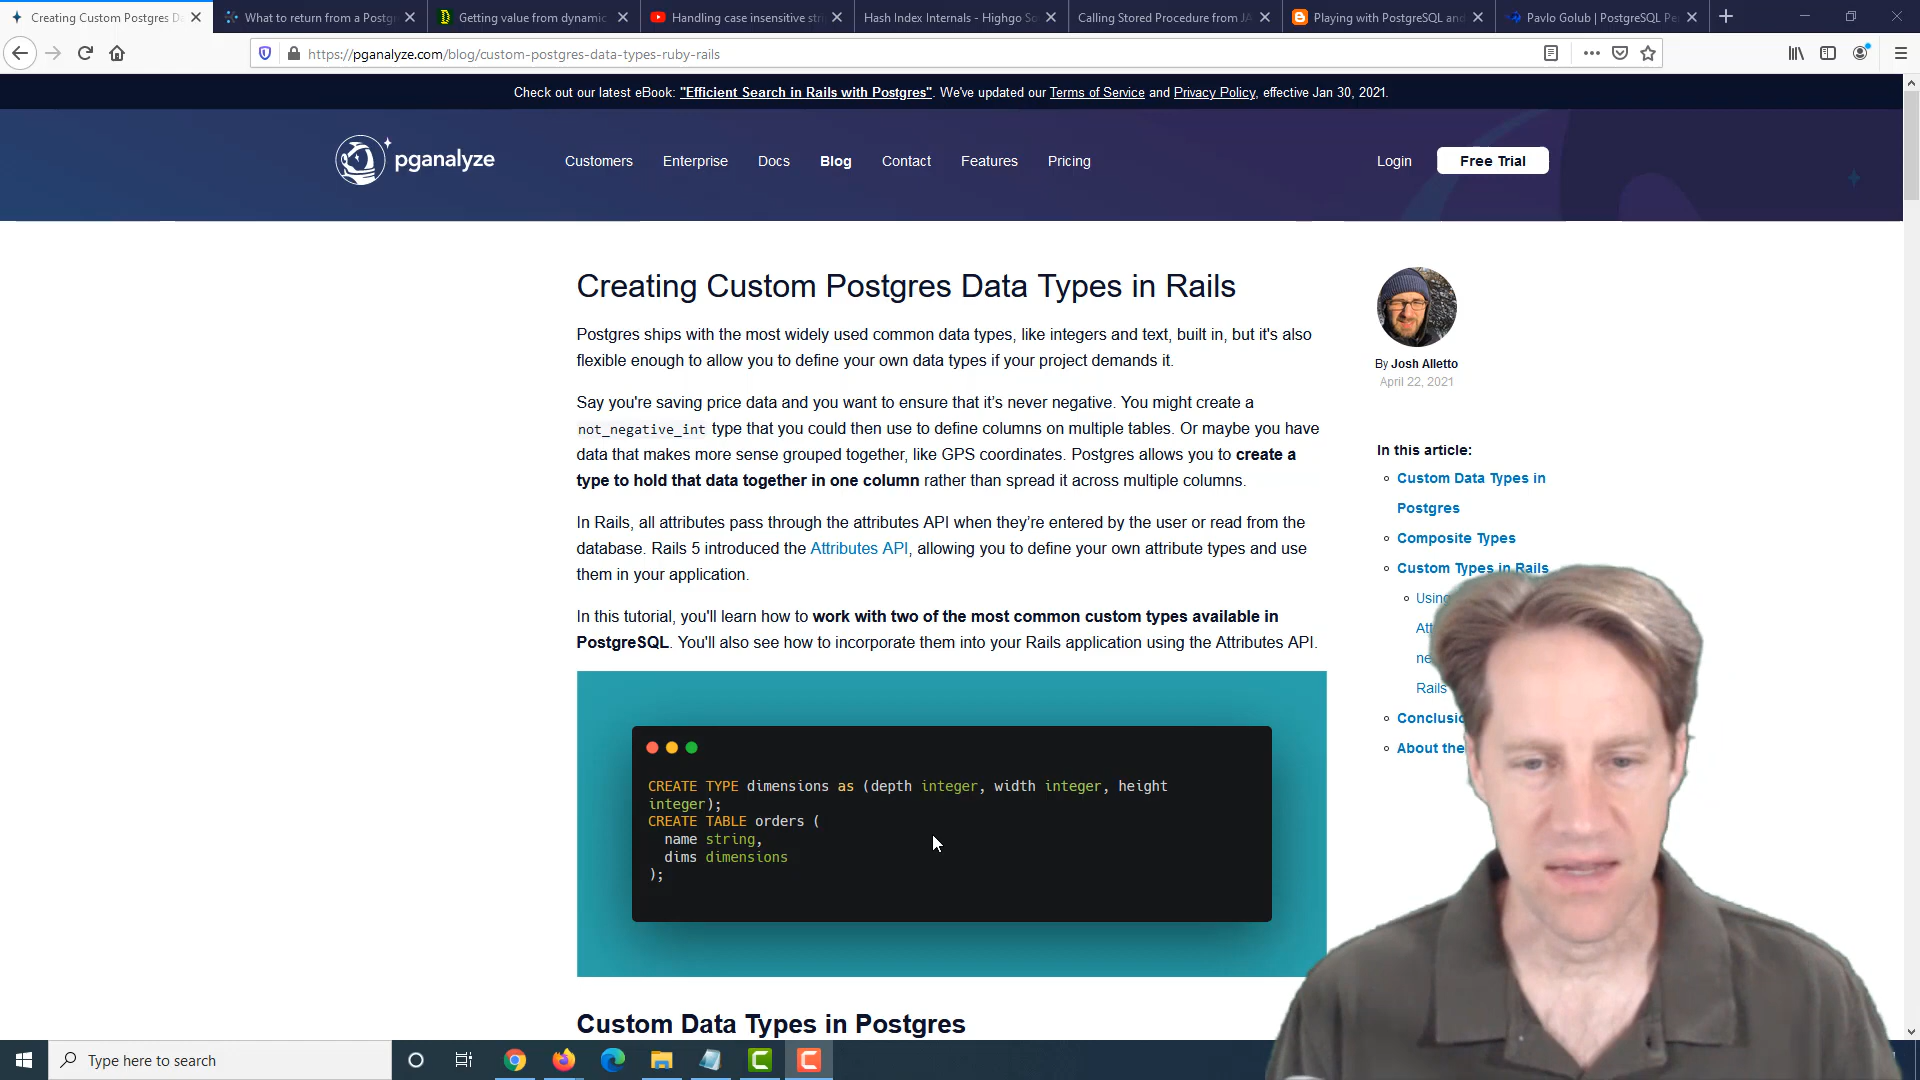 Creating Custom Postgres Da
What to return from a Postgr
Getting value from dynamic
Handling case insensitive stri
Hash Index Internals - Highgo So
Calling Stored Procedure from JA
Playing with PostgreSQL and
Pavlo Golub | PostgreSQL Pe
https://pganalyze.com/blog/custom-postgres-data-types-ruby-rails
Check out our latest eBook: "Efficient Search in Rails with Postgres". We've updated our Terms of Service and Privacy Policy, effective Jan 30, 2021.
pganalyze
Customers
Enterprise
Docs
Blog
Contact
Features
Pricing
Login
Free Trial
Creating Custom Postgres Data Types in Rails
Postgres ships with the most widely used common data types, like integers and text, built in, but it's also
flexible enough to allow you to define your own data types if your project demands it.
Say you're saving price data and you want to ensure that it's never negative. You might create a
not_negative_int type that you could then use to define columns on multiple tables. Or maybe you have
data that makes more sense grouped together, like GPS coordinates. Postgres allows you to create a
type to hold that data together in one column rather than spread it across multiple columns.
In Rails, all attributes pass through the attributes API when they're entered by the user or read from the
database. Rails 5 introduced the Attributes API, allowing you to define your own attribute types and use
them in your application.
In this tutorial, you'll learn how to work with two of the most common custom types available in
PostgreSQL. You'll also see how to incorporate them into your Rails application using the Attributes API.
CREATE TYPE dimensions as (depth integer, width integer, height
integer);
CREATE TABLE orders (
name string,
dims dimensions
);
Custom Data Types in Postgres
By Josh Alletto
April 22, 2021
In this article:
Custom Data Types in
Postgres
Composite Types
Custom Types in Rails
Using
Rails
Conclusi
About the
Type here to search